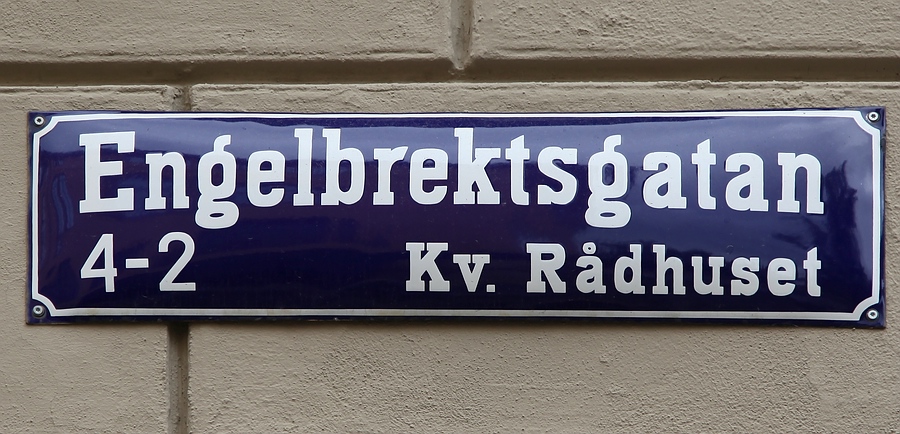 Engelbrektsgatan
4-2 Kv. Rådhuset